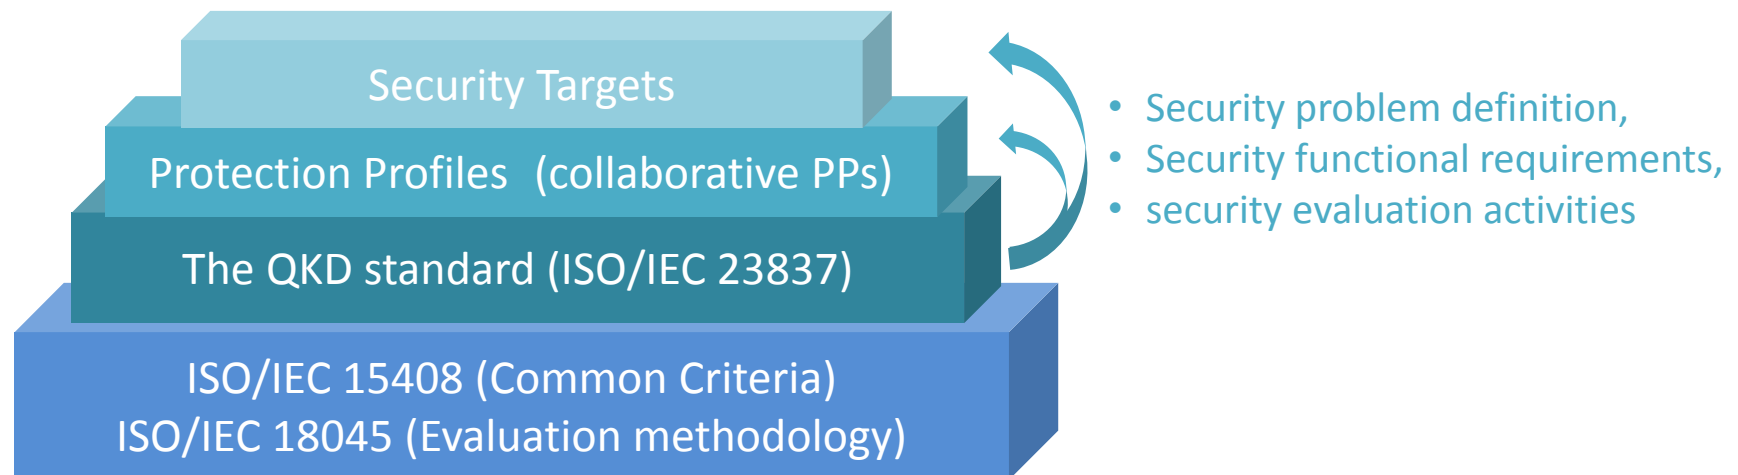 Security Targets
Protection Profiles (collaborative PPs)
The QKD standard (ISO/IEC 23837)
ISO/IEC 15408 (Common Criteria)
ISO/IEC 18045 (Evaluation methodology)
• Security problem definition,
• Security functional requirements,
• security evaluation activities